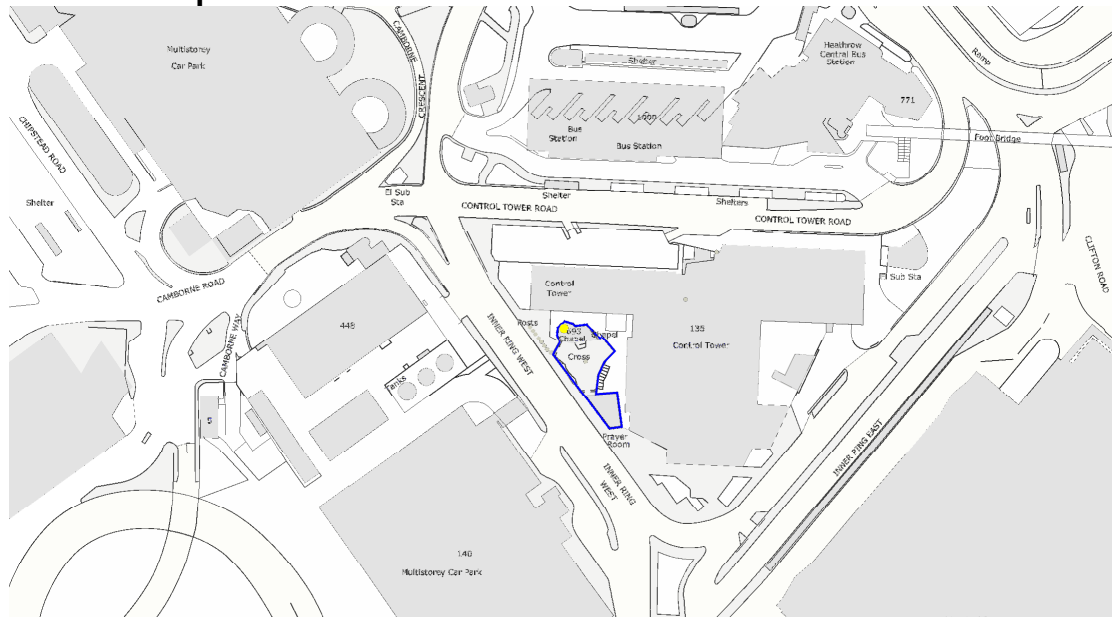 Multistorey
Car Park
CAMBORNE
CRESCENT
Shelter
Heathrow
Central Bus
Station
Ramp
771
Bus
Station
Bus Station
Foot Bridge
CHIPSTEAD ROAD
Shelter
El Sub
Sta
Shelter
Shelters
CONTROL TOWER ROAD
CONTROL TOWER ROAD
CLIFTON ROAD
El Sub Sta
CAMBORNE ROAD
Control
Tower
CAMBORNE WAY
448
INNER RING WEST
Posts
693
Chapel
Chapel
Cross
135
Control Tower
Tanks
5
Prayer
Room
INNER RING EAST
INNER RING
WEST
140
Multistorey Car Park